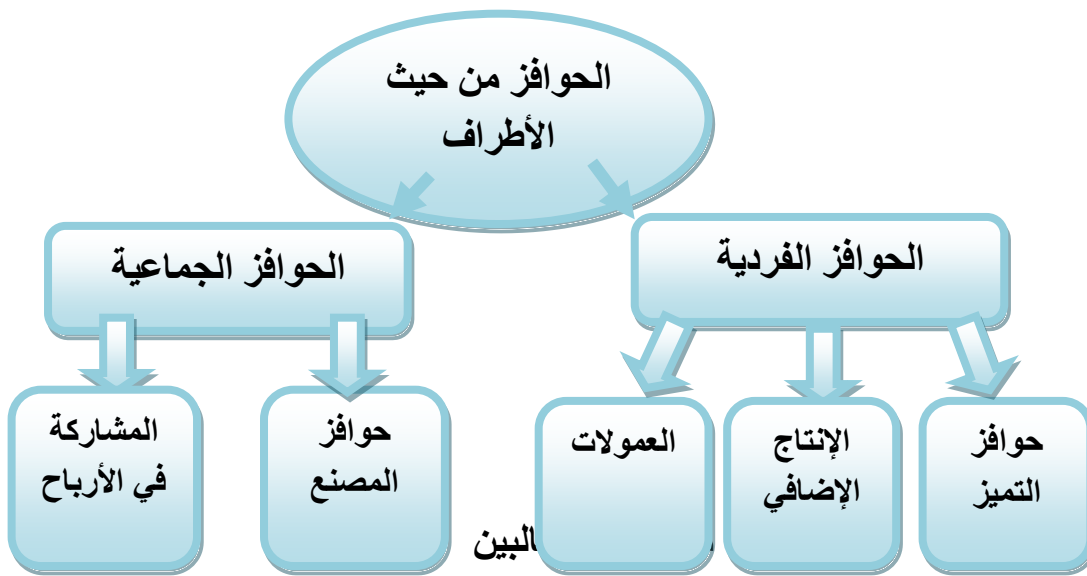 الحوافز من حيث
الأطراف
الحوافز الفردية
الحوافز الجماعية
حوافز
التميز
الإنتاج
الإضافي
العمولات
حوافز
المصنع
المشاركة
في الأرباح